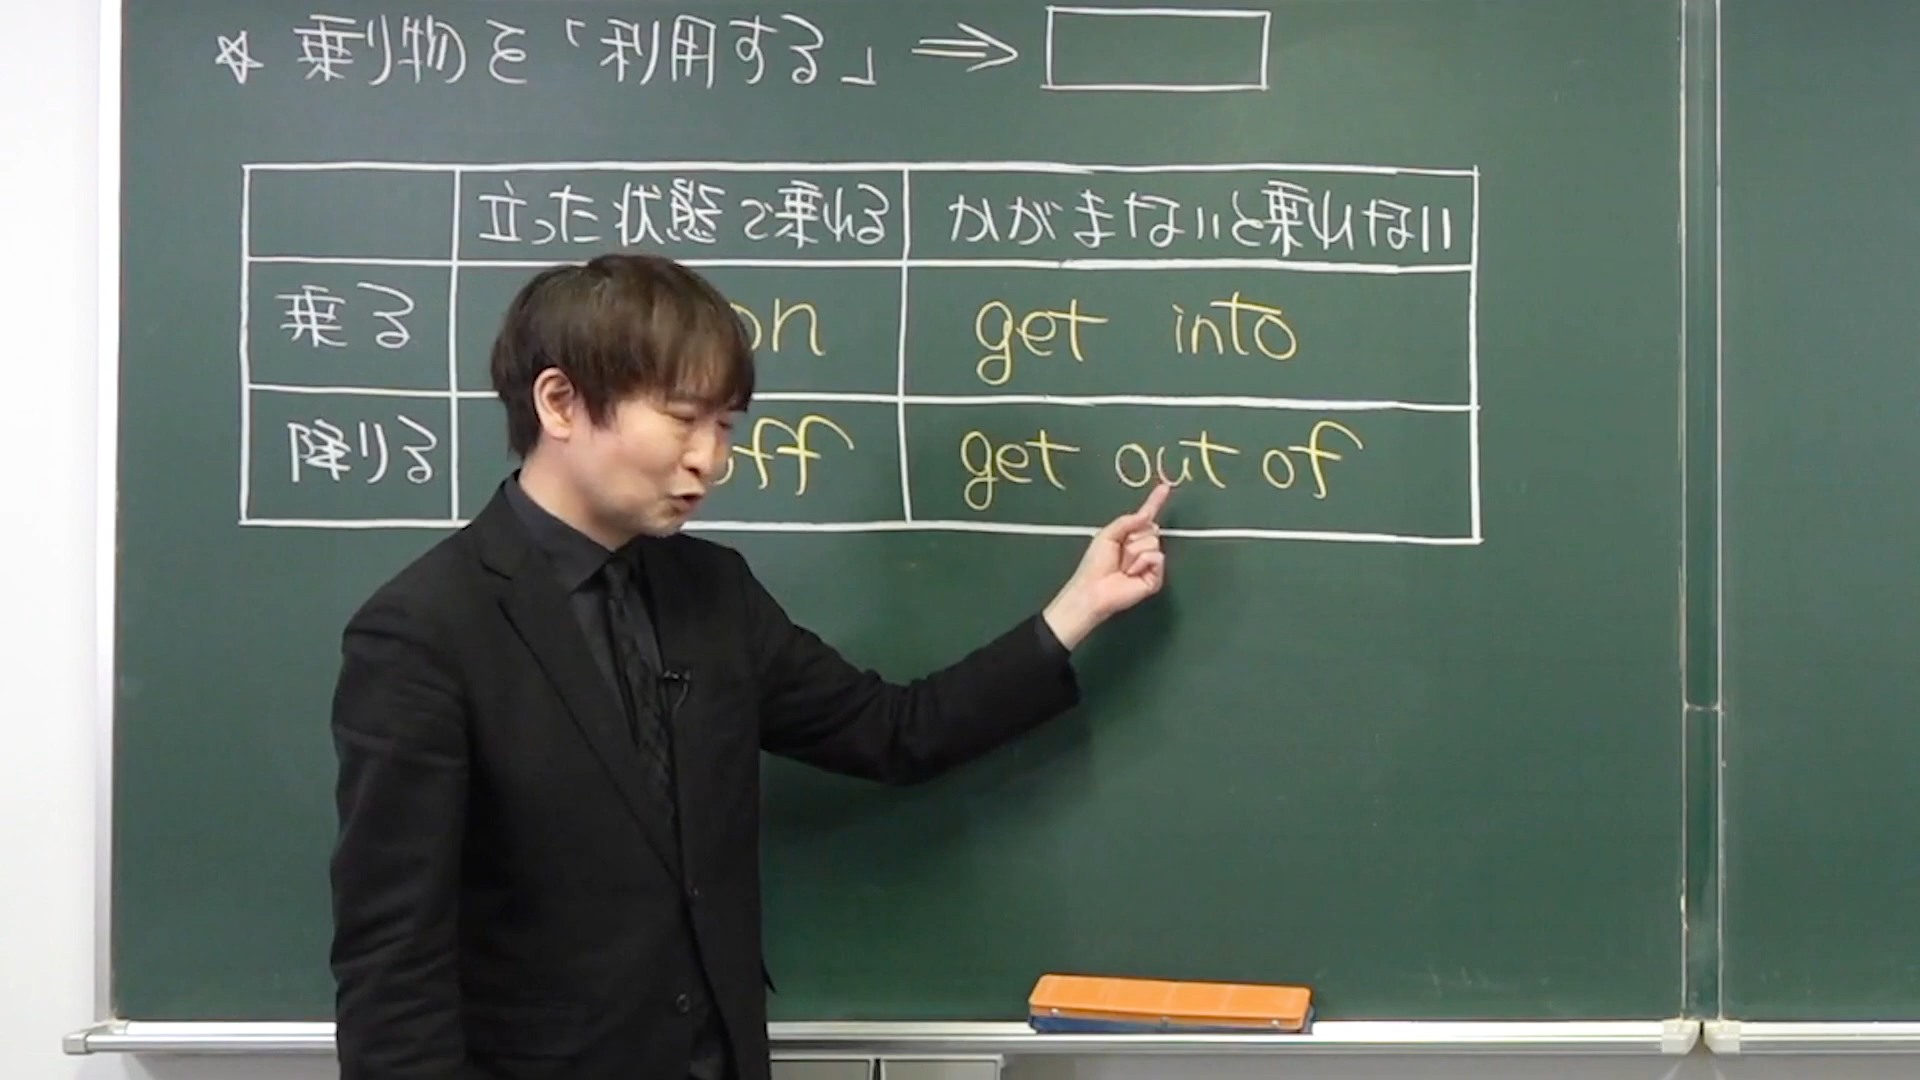 ☆ 乗り物を「利用する」⇒
立った状態で乗れる かがまないと乗れない
乗る on get into
降りる off get out of